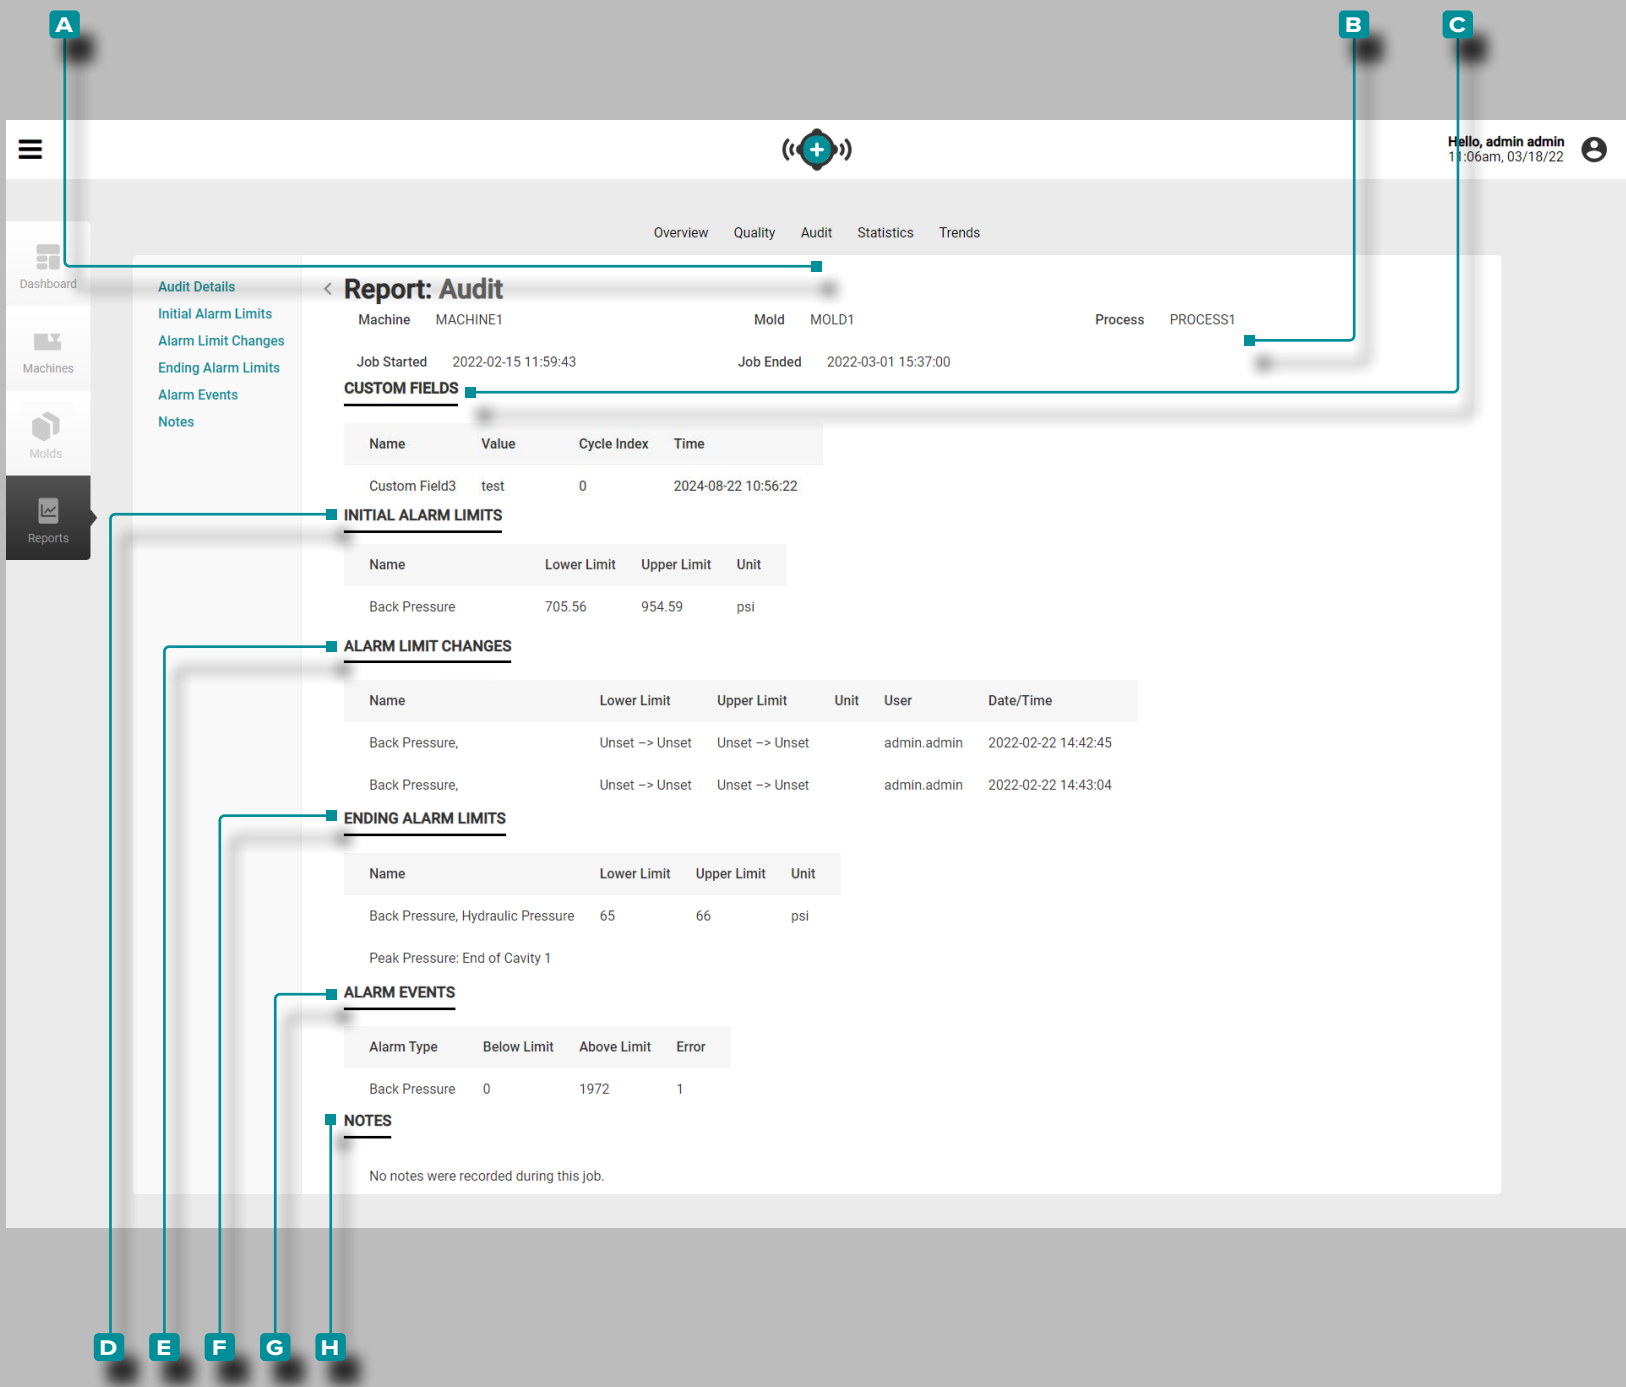 A B C
Hello, admin admin
11:06am, 03/18/22
Overview Quality Audit Statistics Trends
Dashboard
Machines
Molds
Reports
Audit Details
Initial Alarm Limits
Alarm Limit Changes
Ending Alarm Limits
Alarm Events
Notes
Report: Audit
Machine MACHINE1 Mold MOLD1 Process PROCESS1
Job Started 2022-02-15 11:59:43 Job Ended 2022-03-01 15:37:00
CUSTOM FIELDS
Name Value Cycle Index Time
Custom Field3 test 0 2024-08-22 10:56:22
INITIAL ALARM LIMITS
Name Lower Limit Upper Limit Unit
Back Pressure 705.56 954.59 psi
ALARM LIMIT CHANGES
Name Lower Limit Upper Limit Unit User Date/Time
Back Pressure, Unset –> Unset Unset –> Unset admin.admin 2022-02-22 14:42:45
Back Pressure, Unset –> Unset Unset –> Unset admin.admin 2022-02-22 14:43:04
ENDING ALARM LIMITS
Name Lower Limit Upper Limit Unit
Back Pressure, Hydraulic Pressure 65 66 psi
Peak Pressure: End of Cavity 1
ALARM EVENTS
Alarm Type Below Limit Above Limit Error
Back Pressure 0 1972 1
NOTES
No notes were recorded during this job.
D E F G H